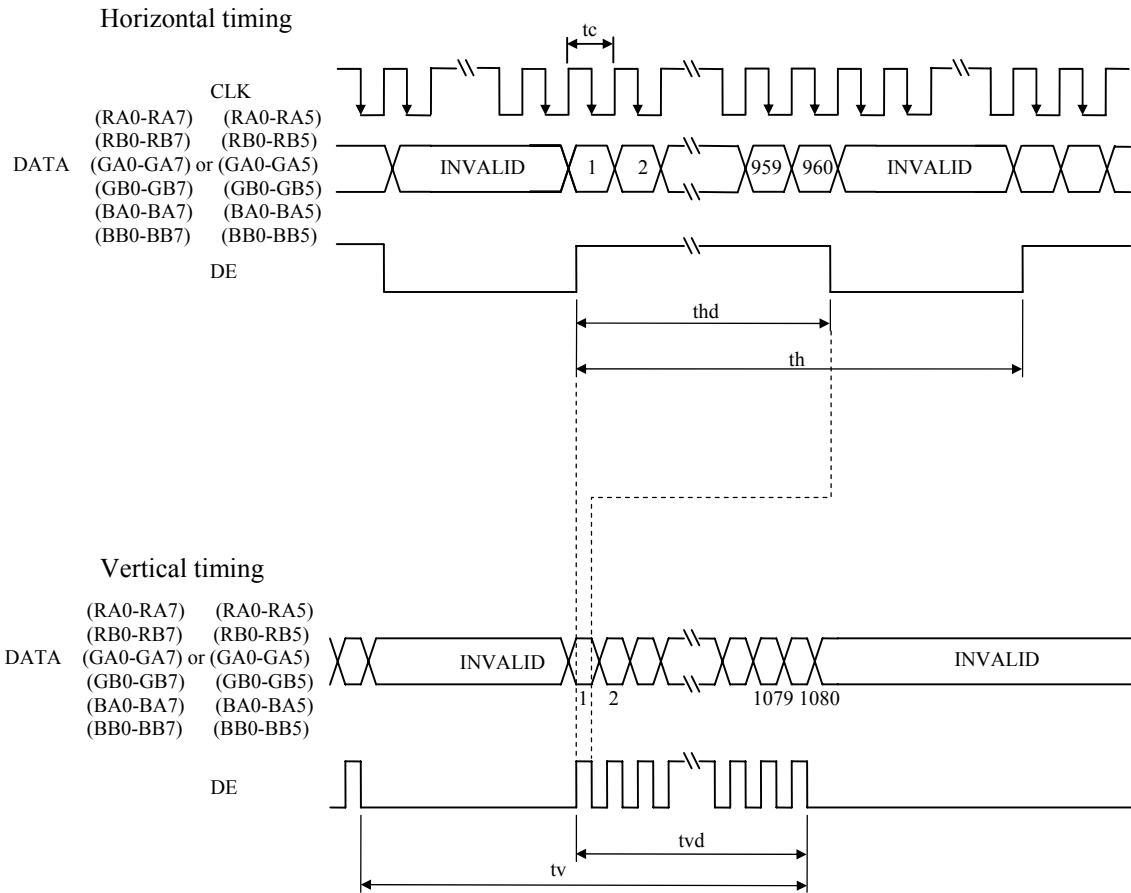 Horizontal timing
tc
CLK
(RA0-RA7) (RA0-RA5)
(RB0-RB7) (RB0-RB5)
DATA (GA0-GA7) or (GA0-GA5)
(GB0-GB7) (GB0-GB5)
(BA0-BA7) (BA0-BA5)
(BB0-BB7) (BB0-BB5)
INVALID 1 2 959 960 INVALID
DE
thd
th
Vertical timing
(RA0-RA7) (RA0-RA5)
(RB0-RB7) (RB0-RB5)
DATA (GA0-GA7) or (GA0-GA5)
(GB0-GB7) (GB0-GB5)
(BA0-BA7) (BA0-BA5)
(BB0-BB7) (BB0-BB5)
INVALID INVALID
1 2 1079 1080
DE
tvd
tv